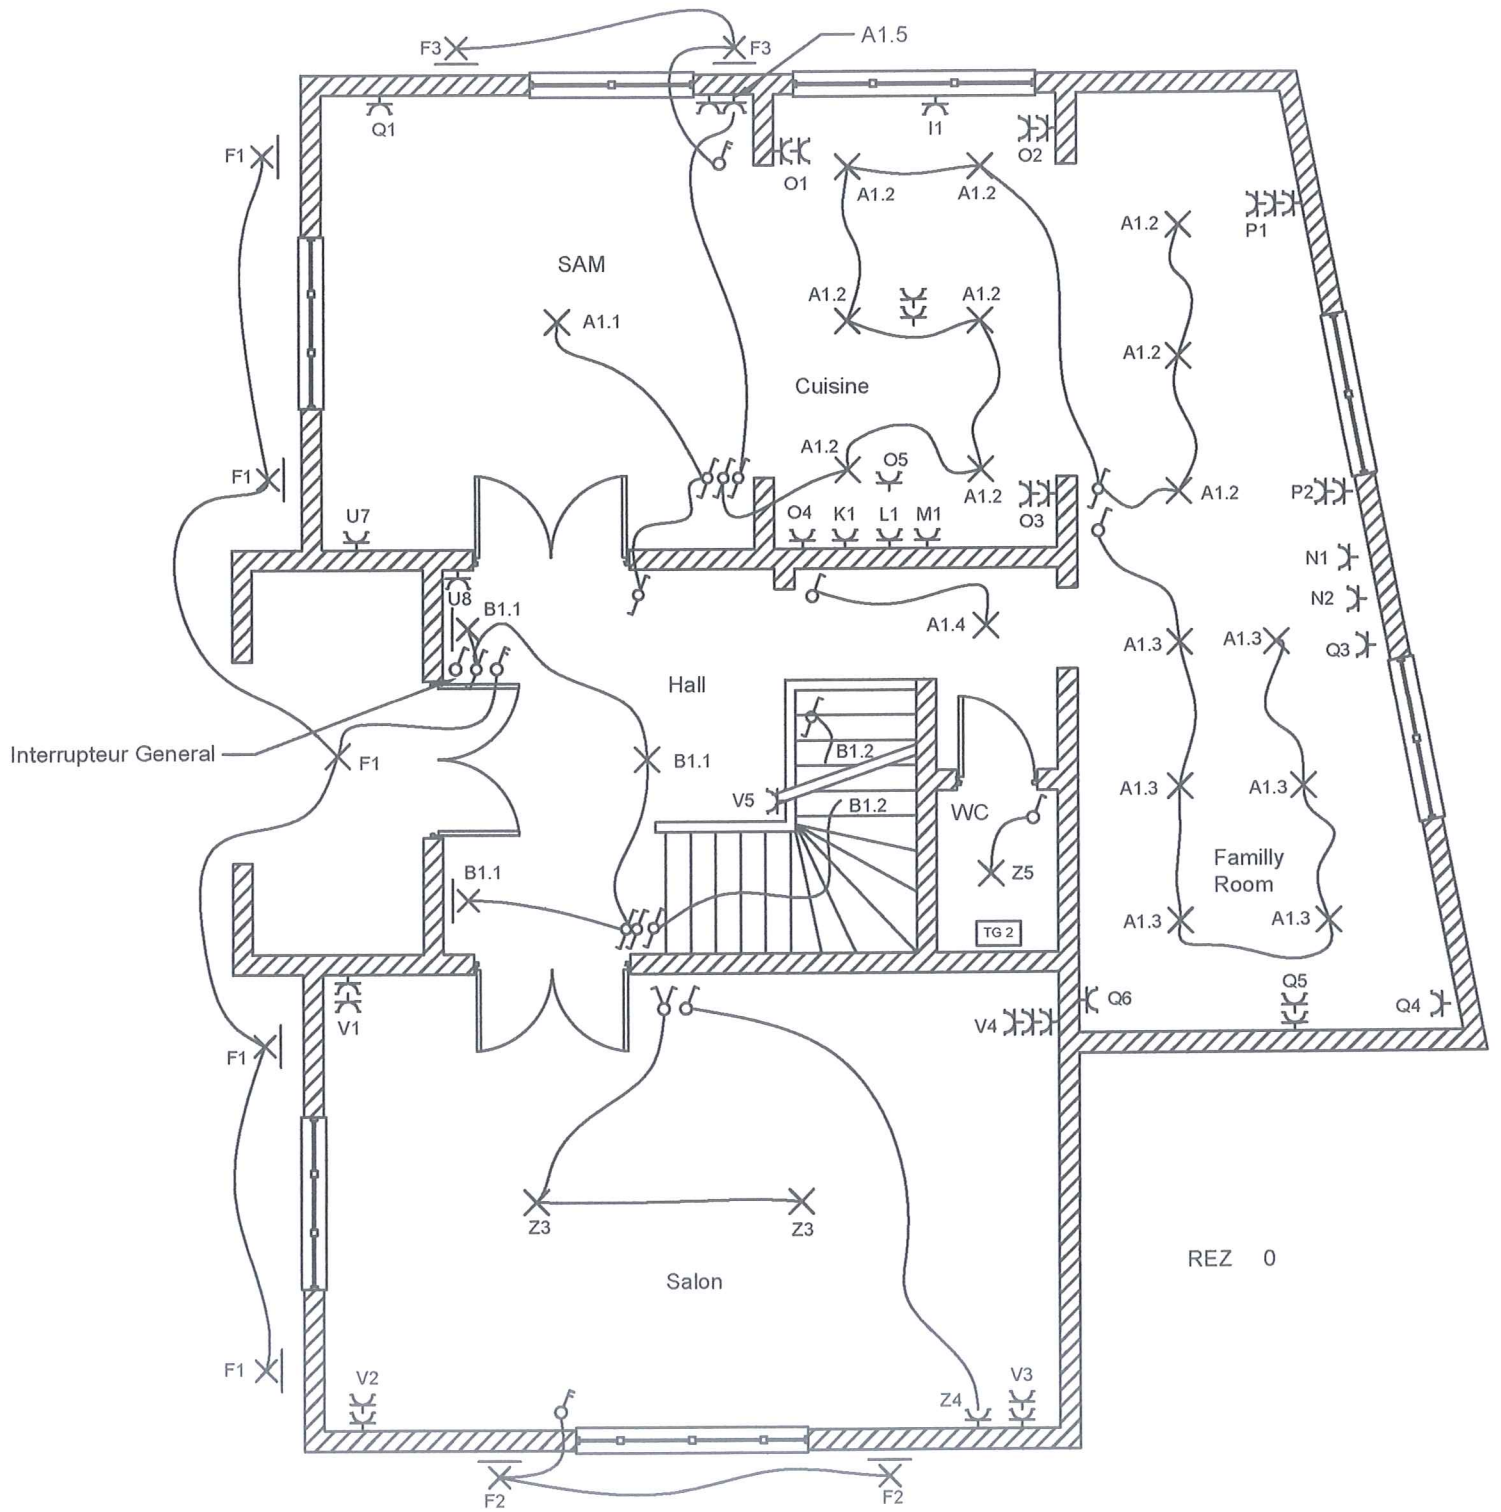 F3
F3
A1.5
Q1
I1
O2
F1
O1
A1.2
A1.2
P1
A1.2
SAM
A1.2
A1.2
A1.1
A1.2
Cuisine
A1.2
O5
A1.2
A1.2
P2
F1
O3
U7
O4
K1
L1
M1
N1
U8
B1.1
A1.4
N2
A1.3
A1.3
Q3
Hall
Interrupteur General
F1
B1.1
B1.2
V5
B1.2
WC
A1.3
A1.3
B1.1
Z5
Familly
Room
A1.3
A1.3
TG 2
Q5
V1
V4
Q6
Q4
F1
Z3
Z3
Salon
REZ 0
F1
V2
Z4
V3
F2
F2